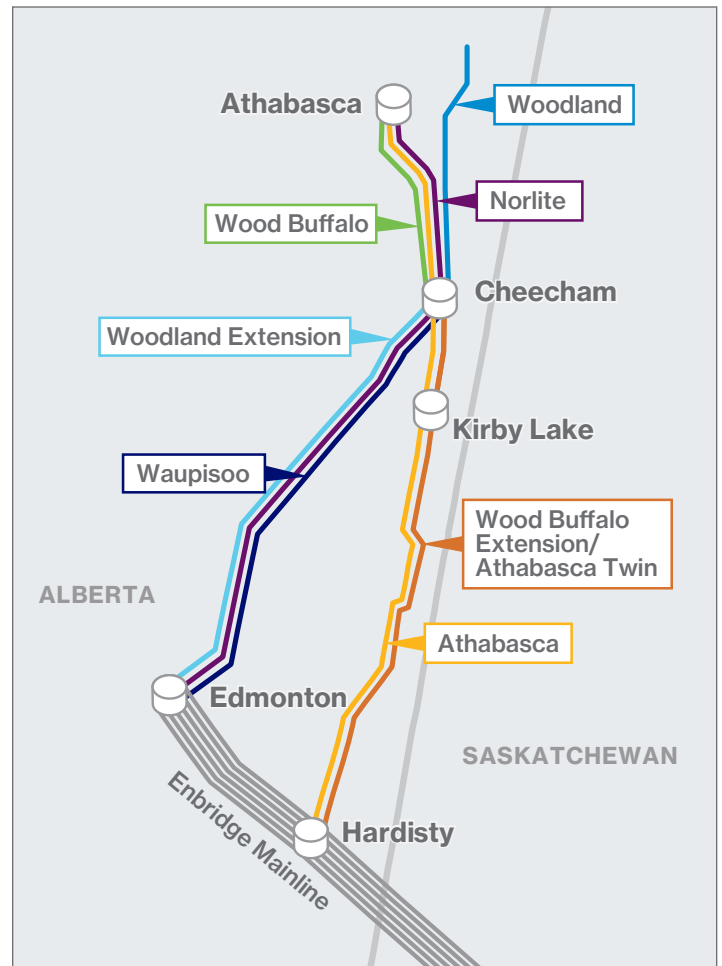 Athabasca
Woodland
Norlite
Wood Buffalo
Cheecham
Woodland Extension
Kirby Lake
Waupisoo
Wood Buffalo
Extension/
Athabasca Twin
ALBERTA
Athabasca
Edmonton
SASKATCHEWAN
Enbridge Mainline
Hardisty